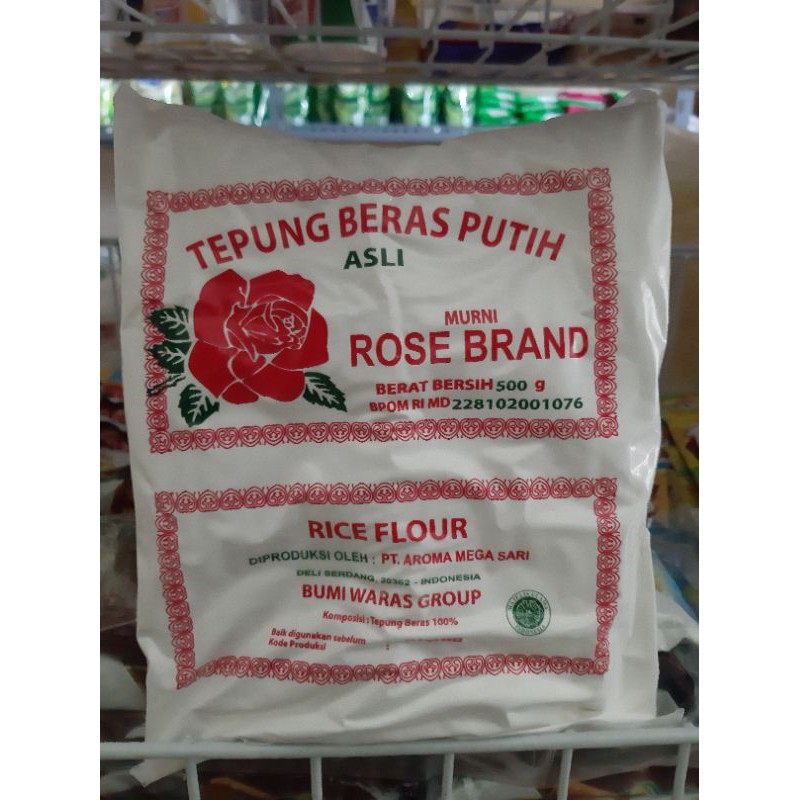 TEPUNG BERAS PUTIH
ASLI
MURNI
ROSE BRAND
BERAT BERSIH 500 g
BPOM RI MD 228102001076
RICE FLOUR
DIPRODUKSI OLEH : PT. AROMA MEGA SARI
DELI SERDANG, 20362 - INDONESIA
BUMI WARAS GROUP
Komposisi : Tepung Beras 100%
Baik digunakan sebelum :
Kode Produksi